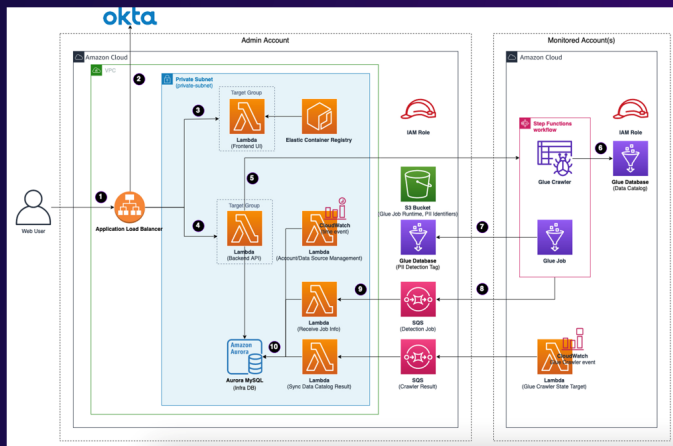 okta
Admin Account
Monitored Account(s)
Amazon Cloud
Amazon Cloud
VPC
2
Private Subnet
(private-subnet)
Target Group
3
Lambda
(Frontend UI)
Elastic Container Registry
IAM Role
Step Functions
workflow
IAM Role
6
Glue Crawler
Glue Database
(Data Catalog)
5
1
Web User
Application Load Balancer
Target Group
4
Lambda
(Backend API)
CloudWatch
Lambda
(Account/Data Source Management)
S3 Bucket
(Glue Job Runtime, PII Identifiers)
7
Glue Database
(PII Detection Tag)
Glue Job
9
8
Lambda
(Receive Job Info)
SQS
(Detection Job)
Amazon
Aurora
10
Aurora MySQL
(infra DB)
Lambda
(Sync Data Catalog Result)
SQS
(Crawler Result)
CloudWatch
Lambda
(Glue Crawler State Target)